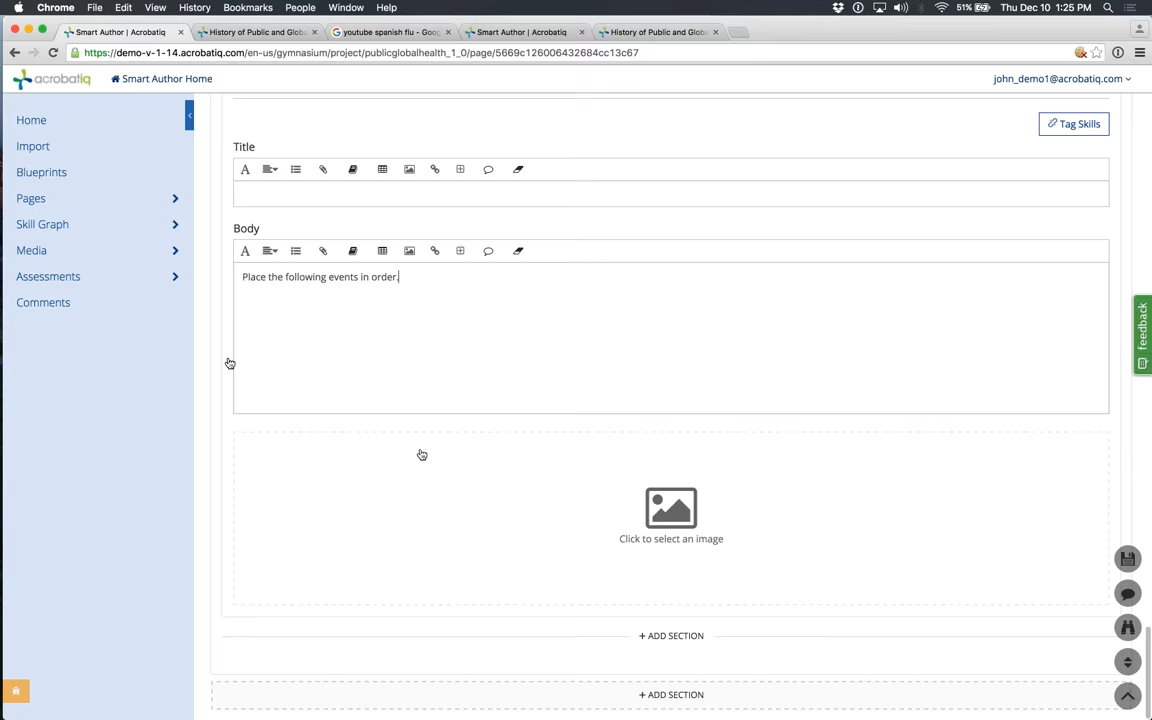 Chrome File Edit View History Bookmarks People Window Help 51% Thu Dec 10 1:25 PM
Smart Author | Acrobatiq × History of Public and Globa × youtube spanish flu - Goog × Smart Author | Acrobatiq × History of Public and Globa ×
https://demo-v-1-14.acrobatiq.com/en-us/gymnasium/project/publicglobalhealth_1_0/page/5669c126006432684cc13c67
acrobatiq Smart Author Home john_demo1@acrobatiq.com
Home
Import
Blueprints
Pages
Skill Graph
Media
Assessments
Comments
Tag Skills
Title
Body
Place the following events in order.
Click to select an image
+ ADD SECTION
+ ADD SECTION
feedback